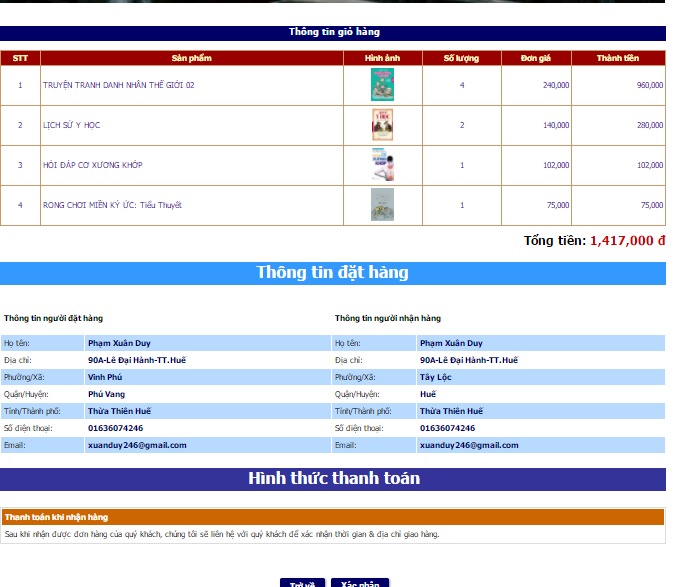 Thông tin giỏ hàng
STT Sản phẩm Hình ảnh Số lượng Đơn giá Thành tiền
1 TRUYỆN TRANH DANH NHÂN THẾ GIỚI 02 4 240,000 960,000
2 LỊCH SỬ Y HỌC 2 140,000 280,000
3 HỎI ĐÁP CƠ XƯƠNG KHỚP 1 102,000 102,000
4 RONG CHƠI MIỀN KÝ ỨC: Tiểu Thuyết 1 75,000 75,000
Tổng tiền: 1,417,000 đ
Thông tin đặt hàng
Thông tin người đặt hàng Thông tin người nhận hàng
Họ tên: Phạm Xuân Duy Họ tên: Phạm Xuân Duy
Địa chỉ: 90A-Lê Đại Hành-TT.Huế Địa chỉ: 90A-Lê Đại Hành-TT.Huế
Phường/Xã: Vinh Phú Phường/Xã: Tây Lộc
Quận/Huyện: Phú Vang Quận/Huyện: Huế
Tỉnh/Thành phố: Thừa Thiên Huế Tỉnh/Thành phố: Thừa Thiên Huế
Số điện thoại: 01636074246 Số điện thoại: 01636074246
Email: xuanduy246@gmail.com Email: xuanduy246@gmail.com
Hình thức thanh toán
Thanh toán khi nhận hàng
Sau khi nhận được đơn hàng của quý khách, chúng tôi sẽ liên hệ với quý khách để xác nhận thời gian & địa chỉ giao hàng.
Trở về Xác nhận